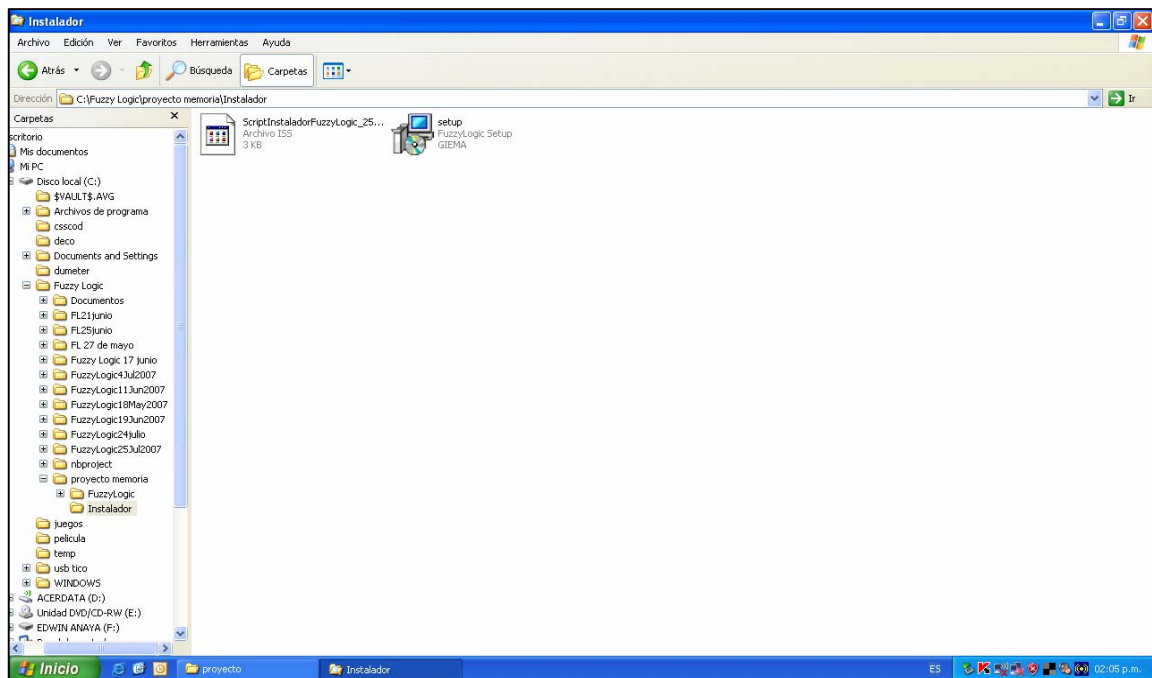 Instalador
Archivo Edición Ver Favoritos Herramientas Ayuda
Atrás Búsqueda Carpetas
Dirección C:\Fuzzy Logic\proyecto memoria\Instalador Ir
Carpetas
scritorio
Mis documentos
Mi PC
Disco local (C:)
$VAULT$.AVG
Archivos de programa
csscod
deco
Documents and Settings
dumeter
Fuzzy Logic
Documentos
FL21junio
FL25junio
FL 27 de mayo
Fuzzy Logic 17 junio
FuzzyLogic4Jul2007
FuzzyLogic11Jun2007
FuzzyLogic18May2007
FuzzyLogic19Jun2007
FuzzyLogic24julio
FuzzyLogic25Jul2007
nbproject
proyecto memoria
FuzzyLogic
Instalador
juegos
pelicula
temp
usb tico
WINDOWS
ACERDATA (D:)
Unidad DVD/CD-RW (E:)
EDWIN ANAYA (F:)
ScriptInstaladorFuzzyLogic_25...
Archivo ISS
3 KB
setup
FuzzyLogic Setup
GIEMA
Inicio proyecto Instalador ES 02:05 p.m.